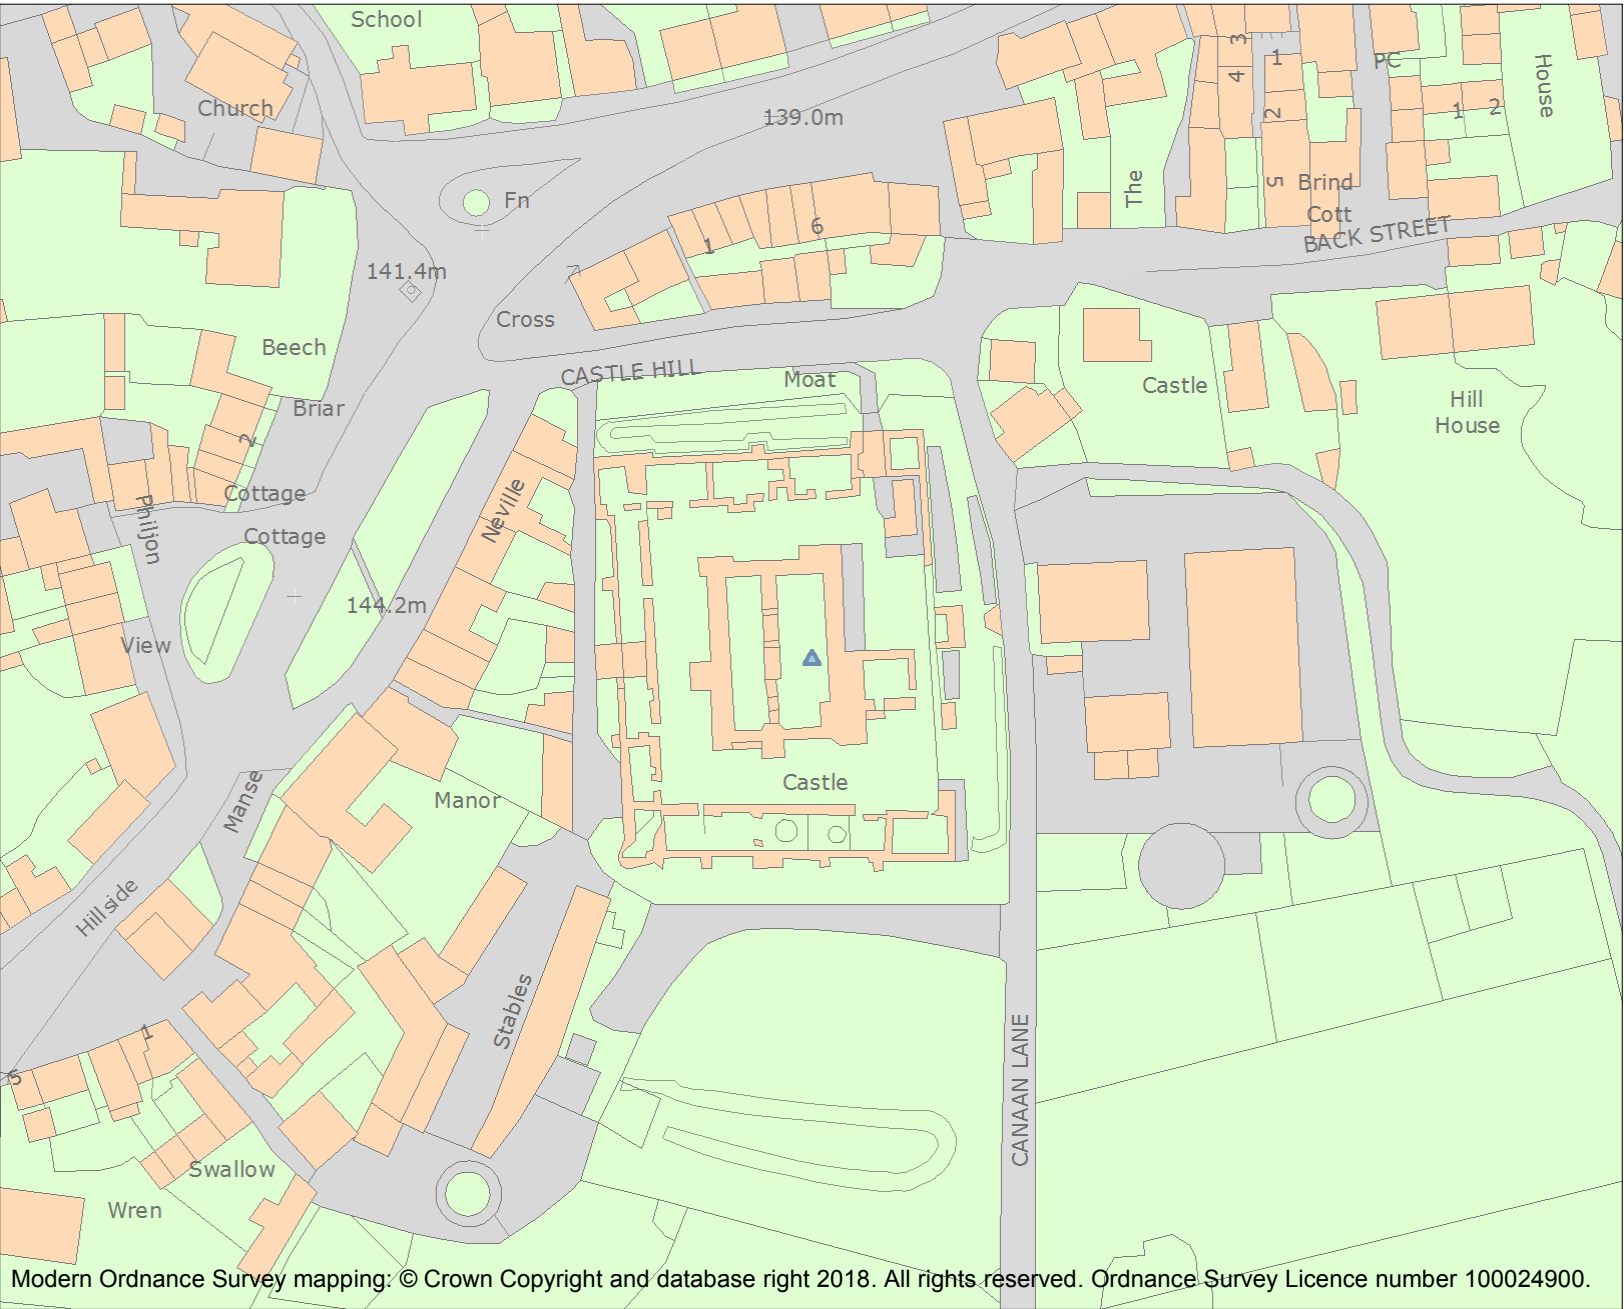 School
3
1
PC
House
4
Church
139.0m
2
1
2
The
5
Brind
Cott
Fn
6
1
BACK STREET
141.4m
Cross
Beech
CASTLE HILL
Moat
Castle
Briar
Hill
House
2
Cottage
Philjon
Neville
Cottage
144.2m
View
Castle
Manse
Manor
Hillside
Stables
CANAAN LANE
1
5
Swallow
Wren
Modern Ordnance Survey mapping: © Crown Copyright and database right 2018. All rights reserved. Ordnance Survey Licence number 100024900.